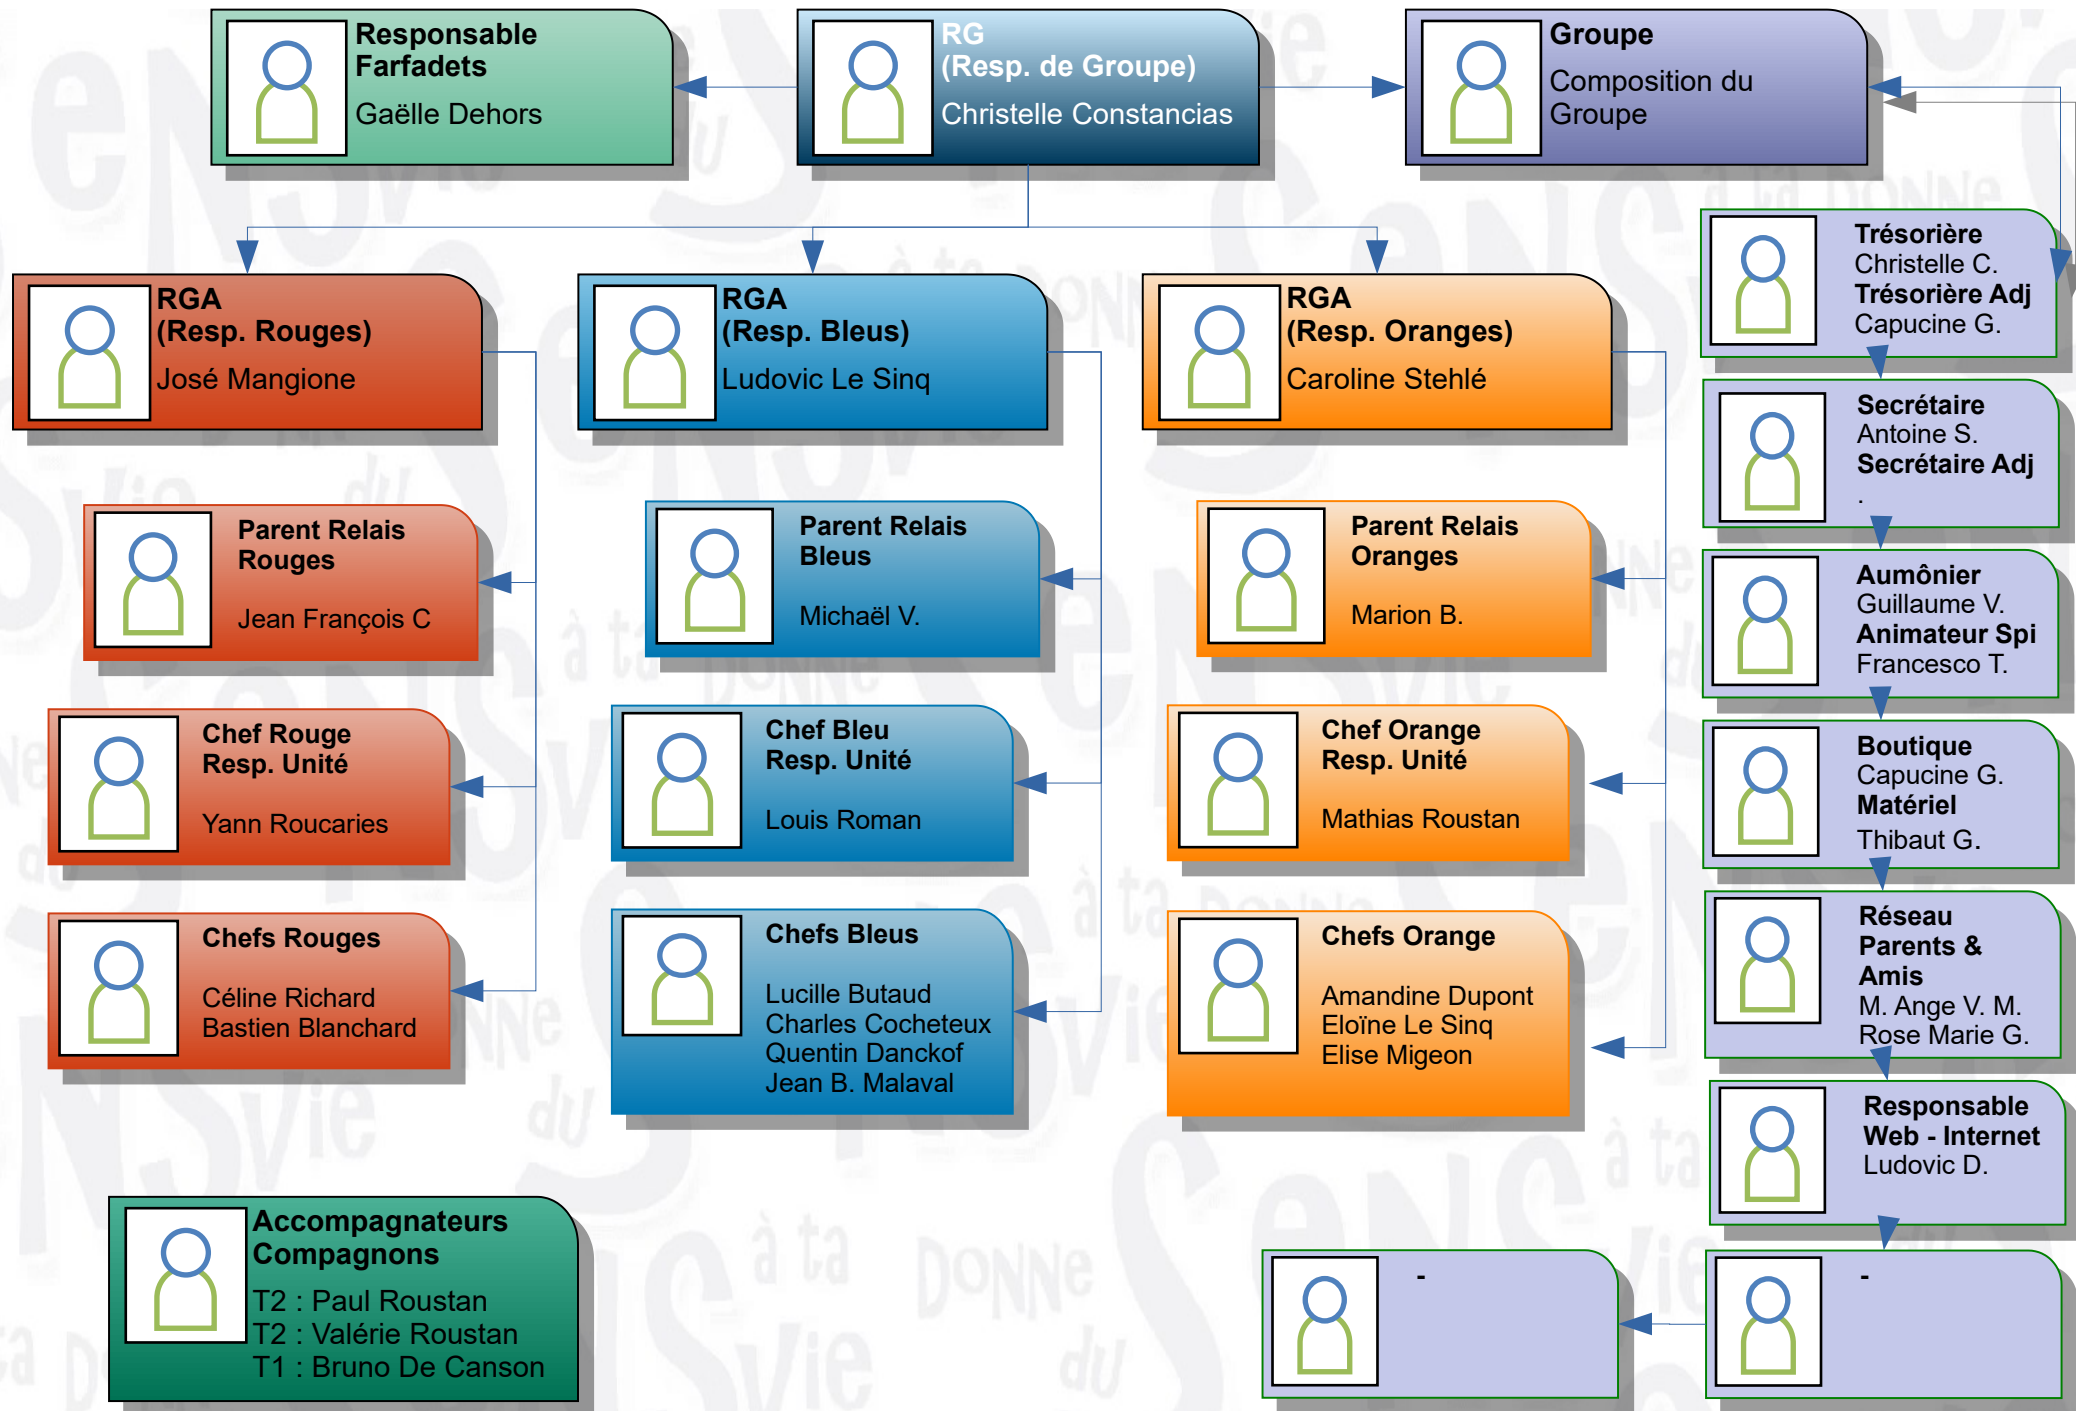 Responsable
Farfadets
Gaëlle Dehors
RG
(Resp. de Groupe)
Christelle Constancias
Groupe
Composition du
Groupe
RGA
(Resp. Rouges)
José Mangione
RGA
(Resp. Bleus)
Ludovic Le Sinq
RGA
(Resp. Oranges)
Caroline Stehlé
Trésorière
Christelle C.
Trésorière Adj
Capucine G.
Secrétaire
Antoine S.
Secrétaire Adj
.
Aumônier
Guillaume V.
Animateur Spi
Francesco T.
Boutique
Capucine G.
Matériel
Thibaut G.
Réseau
Parents &
Amis
M. Ange V. M.
Rose Marie G.
Responsable
Web - Internet
Ludovic D.
-
-
Parent Relais
Rouges
Jean François C
Parent Relais
Bleus
Michaël V.
Parent Relais
Oranges
Marion B.
Chef Rouge
Resp. Unité
Yann Roucaries
Chef Bleu
Resp. Unité
Louis Roman
Chef Orange
Resp. Unité
Mathias Roustan
Chefs Rouges
Céline Richard
Bastien Blanchard
Chefs Bleus
Lucille Butaud
Charles Cocheteux
Quentin Danckof
Jean B. Malaval
Chefs Orange
Amandine Dupont
Eloïne Le Sinq
Elise Migeon
Accompagnateurs
Compagnons
T2 : Paul Roustan
T2 : Valérie Roustan
T1 : Bruno De Canson